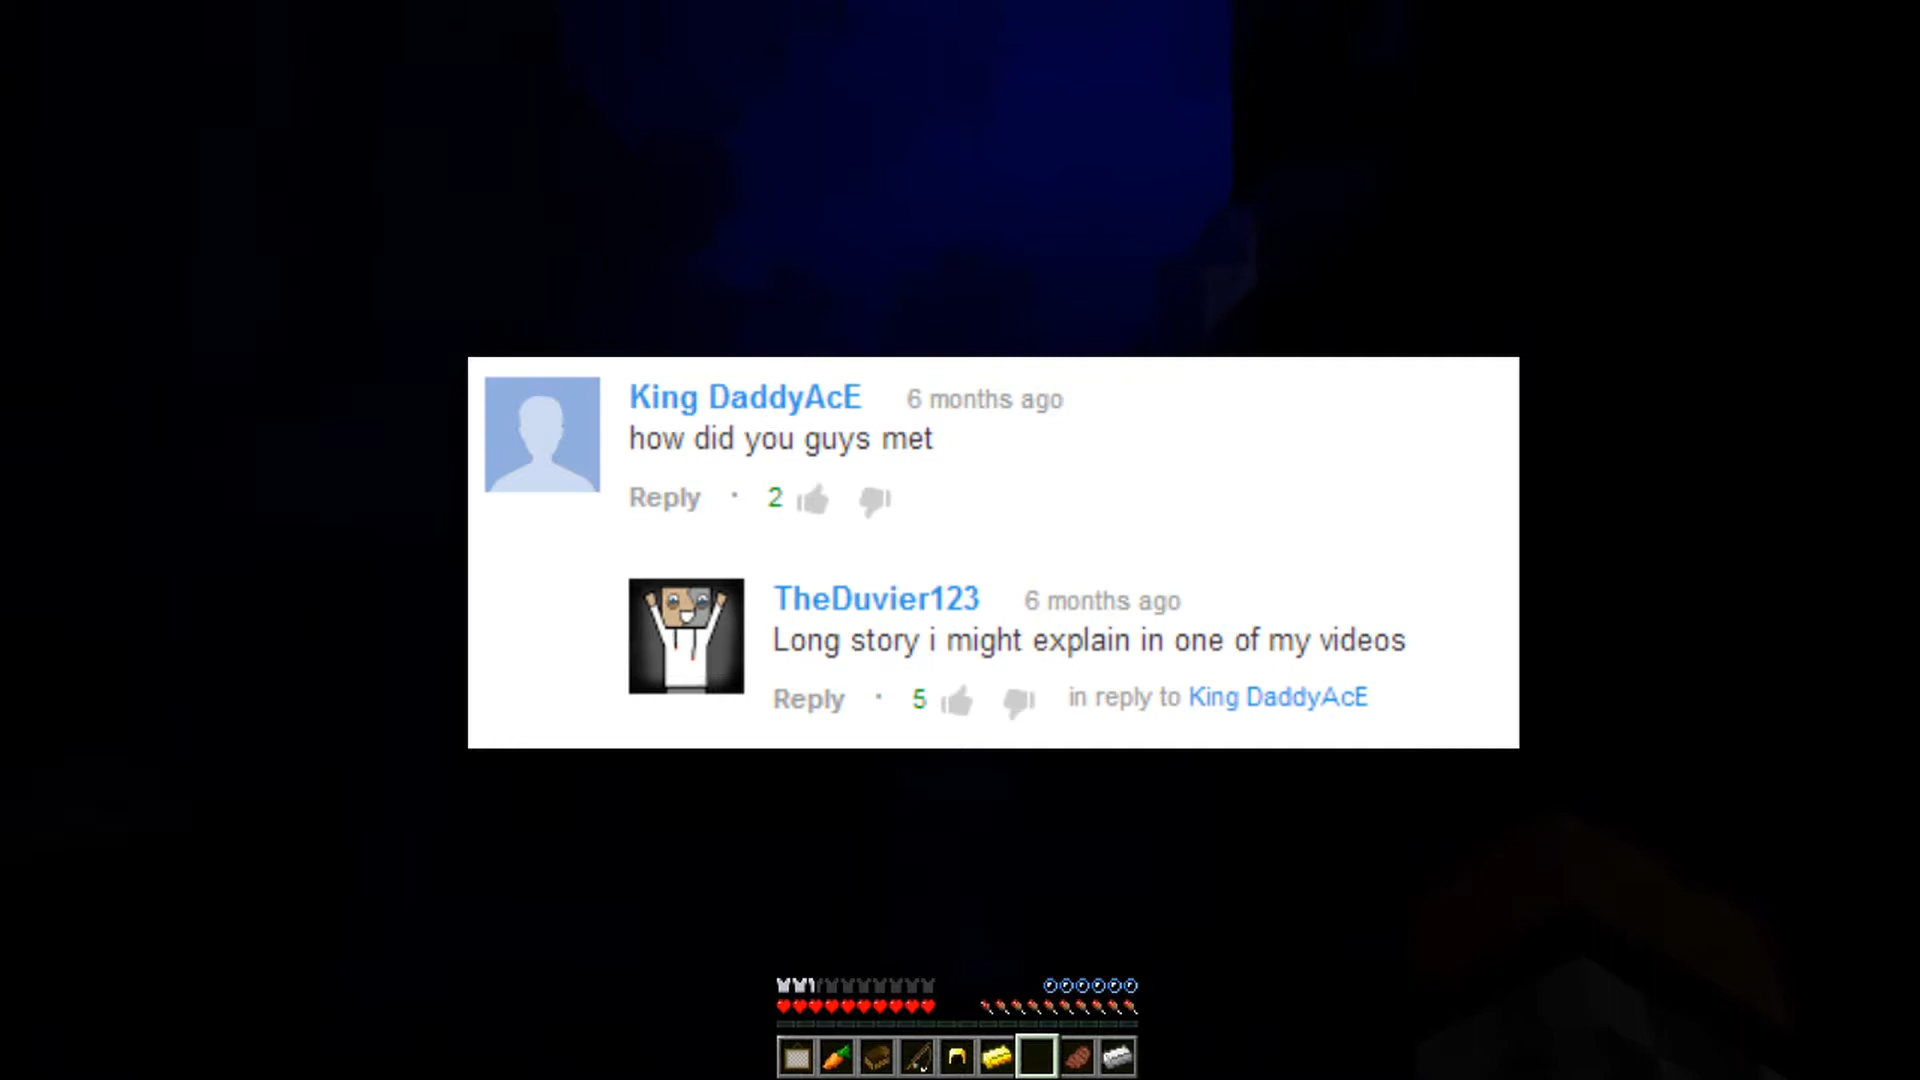 King DaddyAcE 6 months ago
how did you guys met
Reply · 2
TheDuvier123 6 months ago
Long story i might explain in one of my videos
Reply · 5 in reply to King DaddyAcE